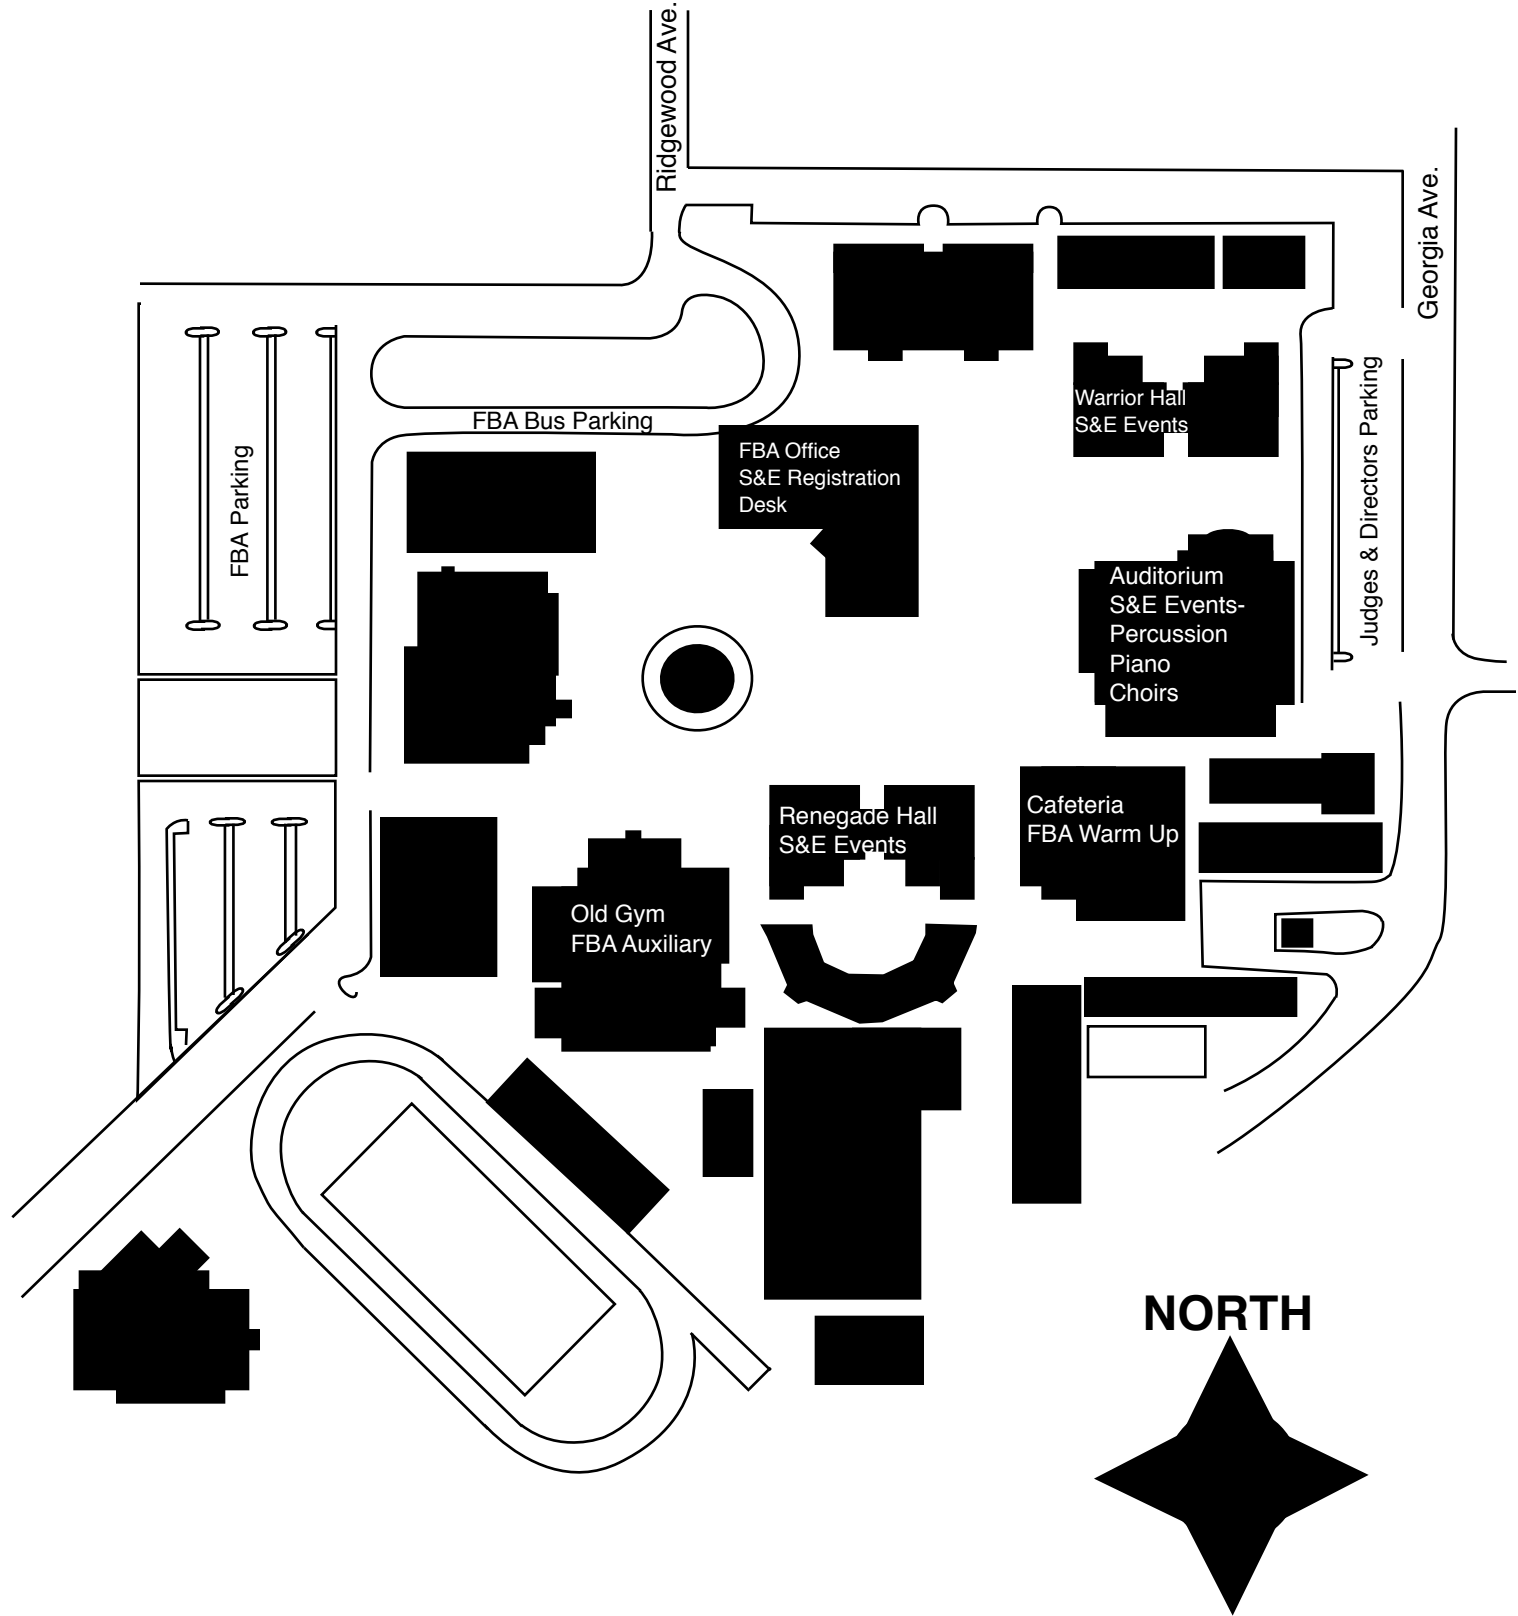 Ridgewood Ave.
Georgia Ave.
Warrior Hall
S&E Events
Judges & Directors Parking
FBA Bus Parking
FBA Parking
FBA Office
S&E Registration
Desk
Auditorium
S&E Events-
Percussion
Piano
Choirs
Renegade Hall
S&E Events
Cafeteria
FBA Warm Up
Old Gym
FBA Auxiliary
NORTH